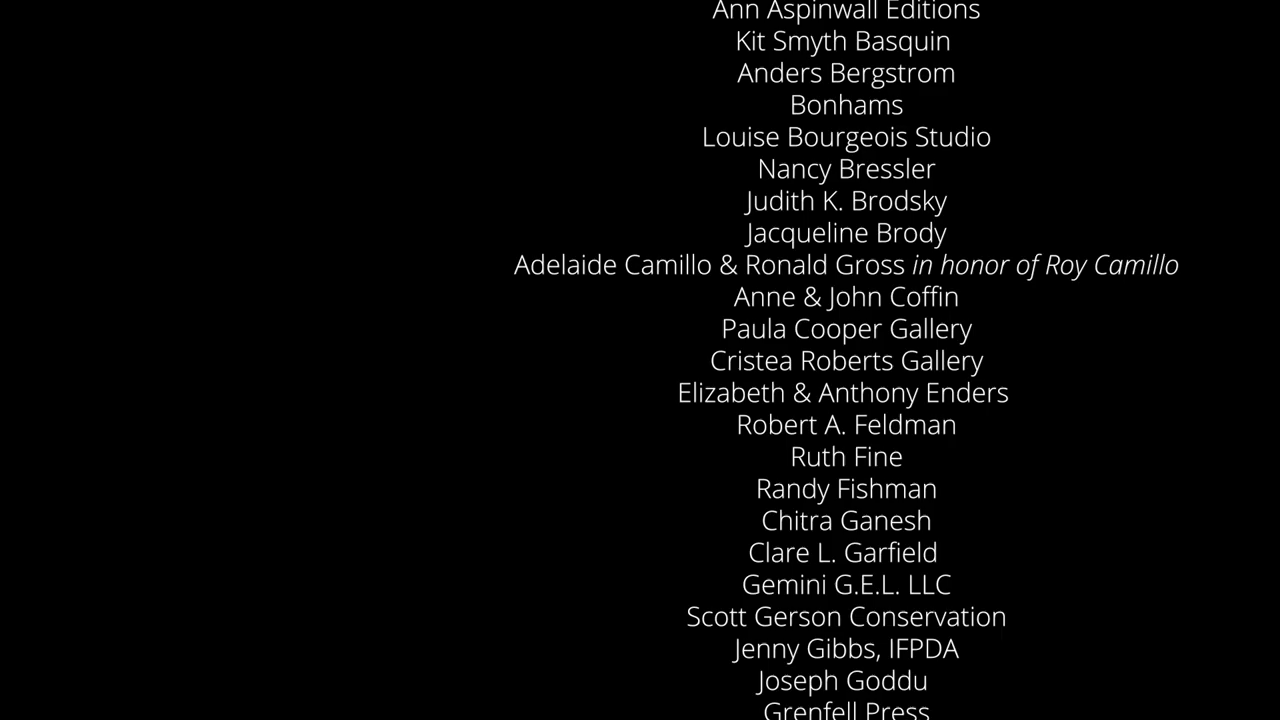 Ann Aspinwall Editions
Kit Smyth Basquin
Anders Bergstrom
Bonhams
Louise Bourgeois Studio
Nancy Bressler
Judith K. Brodsky
Jacqueline Brody
Adelaide Camillo & Ronald Gross in honor of Roy Camillo
Anne & John Coffin
Paula Cooper Gallery
Cristea Roberts Gallery
Elizabeth & Anthony Enders
Robert A. Feldman
Ruth Fine
Randy Fishman
Chitra Ganesh
Clare L. Garfield
Gemini G.E.L. LLC
Scott Gerson Conservation
Jenny Gibbs, IFPDA
Joseph Goddu
Grenfell Press